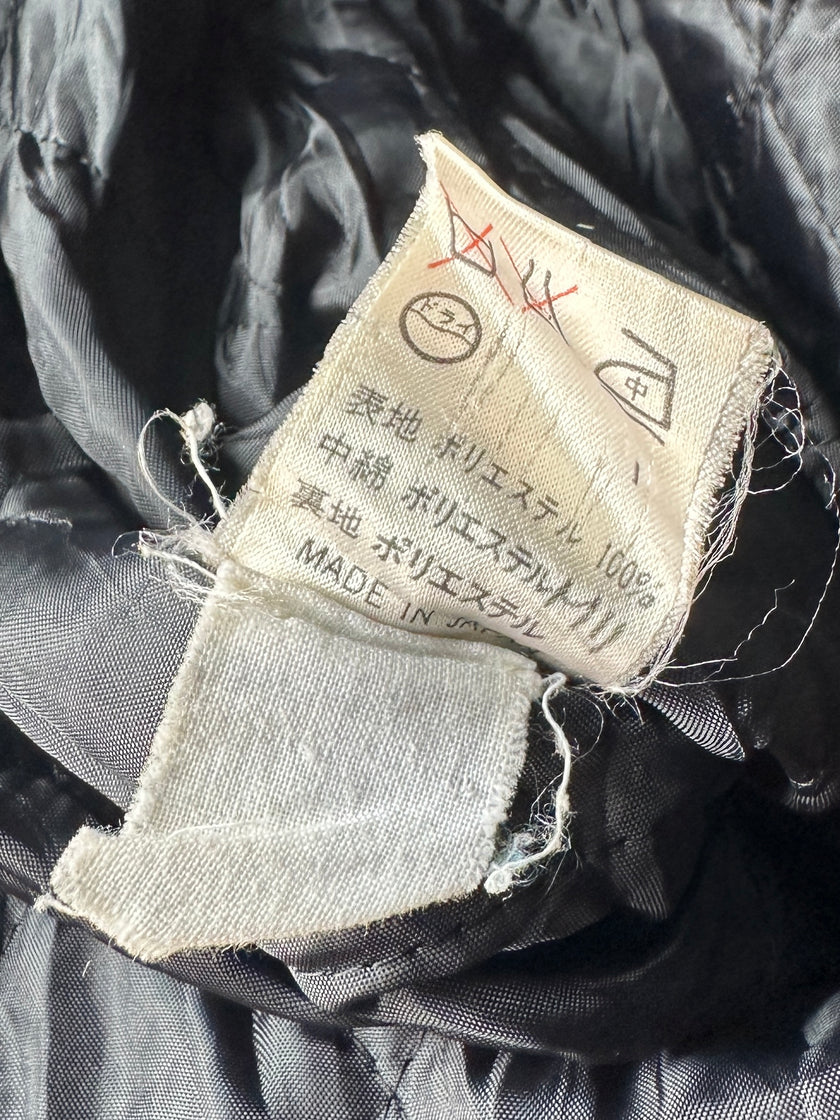 ドライ
中
表地 ポリエステル 100%
中綿 ポリエステル
裏地 ポリエステル
MADE IN